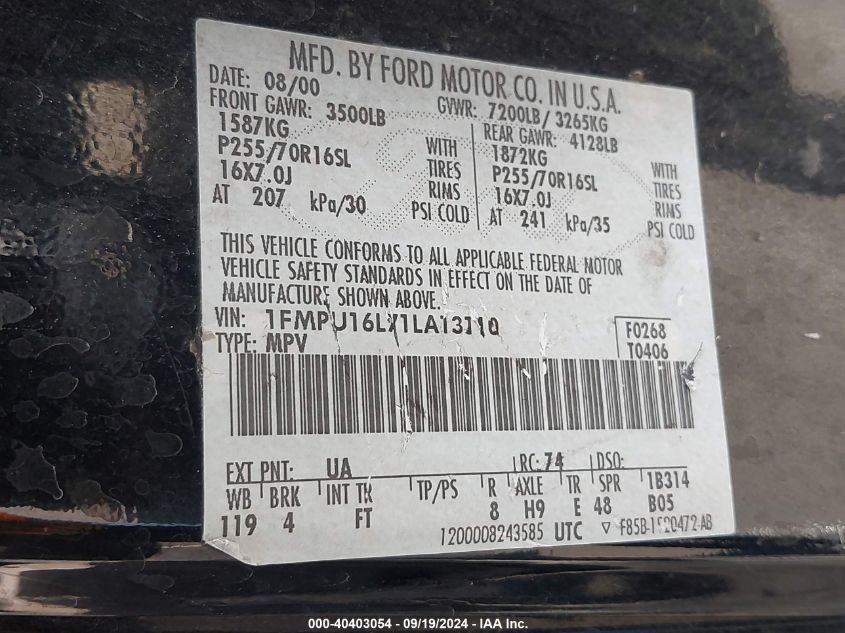 MFD. BY FORD MOTOR CO. IN U.S.A.
DATE: 08/00 GVWR: 7200LB / 3265KG
FRONT GAWR: 3500LB REAR GAWR: 4128LB
1587KG WITH 1872KG WITH
P255/70R16SL TIRES P255/70R16SL TIRES
16X7.0J RIMS 16X7.0J RIMS
AT 207 kPa/30 PSI COLD AT 241 kPa/35 PSI COLD
THIS VEHICLE CONFORMS TO ALL APPLICABLE FEDERAL MOTOR
VEHICLE SAFETY STANDARDS IN EFFECT ON THE DATE OF
MANUFACTURE SHOWN ABOVE.
VIN:
TYPE: MPV
F0268
T0406
EXT PNT: UA RC: 74 DSO:
WB BRK INT TR TP/PS R AXLE TR SPR 1B314
119 4 FT 8 H9 E 48 B05
1200008243585 UTC
000-40403054 - 09/19/2024 - IAA Inc.